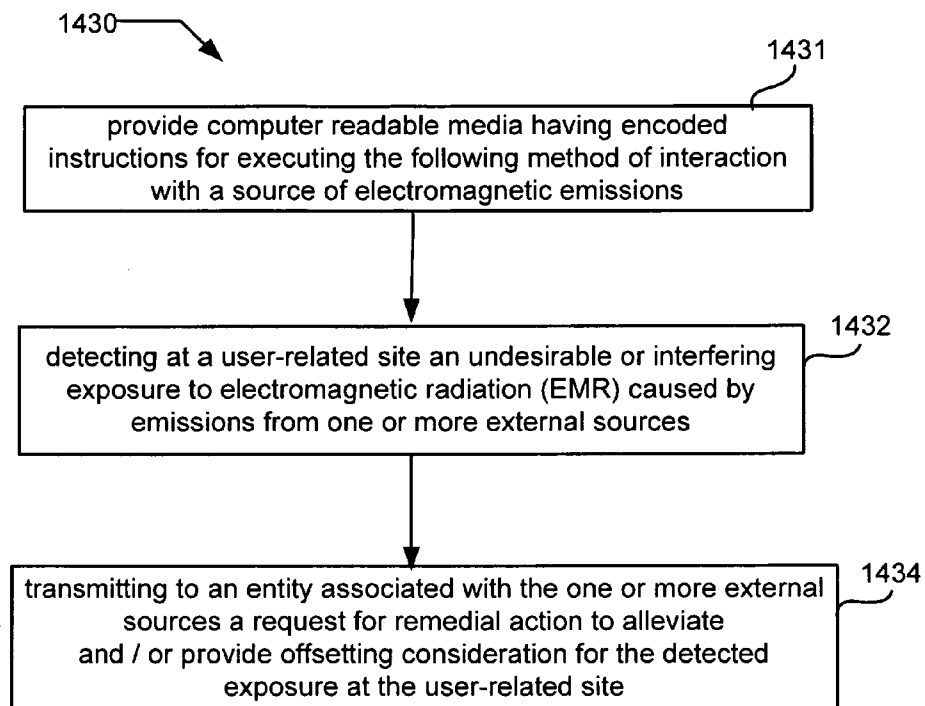 1430
1431
provide computer readable media having encoded
instructions for executing the following method of interaction
with a source of electromagnetic emissions
1432
detecting at a user-related site an undesirable or interfering
exposure to electromagnetic radiation (EMR) caused by
emissions from one or more external sources
1434
transmitting to an entity associated with the one or more external
sources a request for remedial action to alleviate
and / or provide offsetting consideration for the detected
exposure at the user-related site